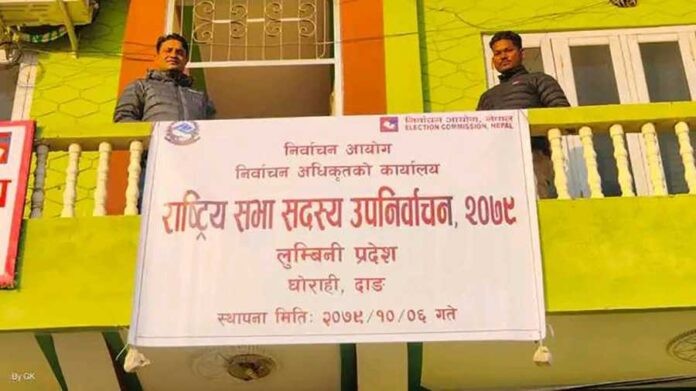 निर्वाचन आयोग, नेपाल
ELECTION COMMISSION, NEPAL
निर्वाचन आयोग
निर्वाचन अधिकृतको कार्यालय
राष्ट्रिय सभा सदस्य उपनिर्वाचन, २०७९
लुम्बिनी प्रदेश
घोराही, दाङ
स्थापना मिति: २०७९/१०/०६ गते
By GK